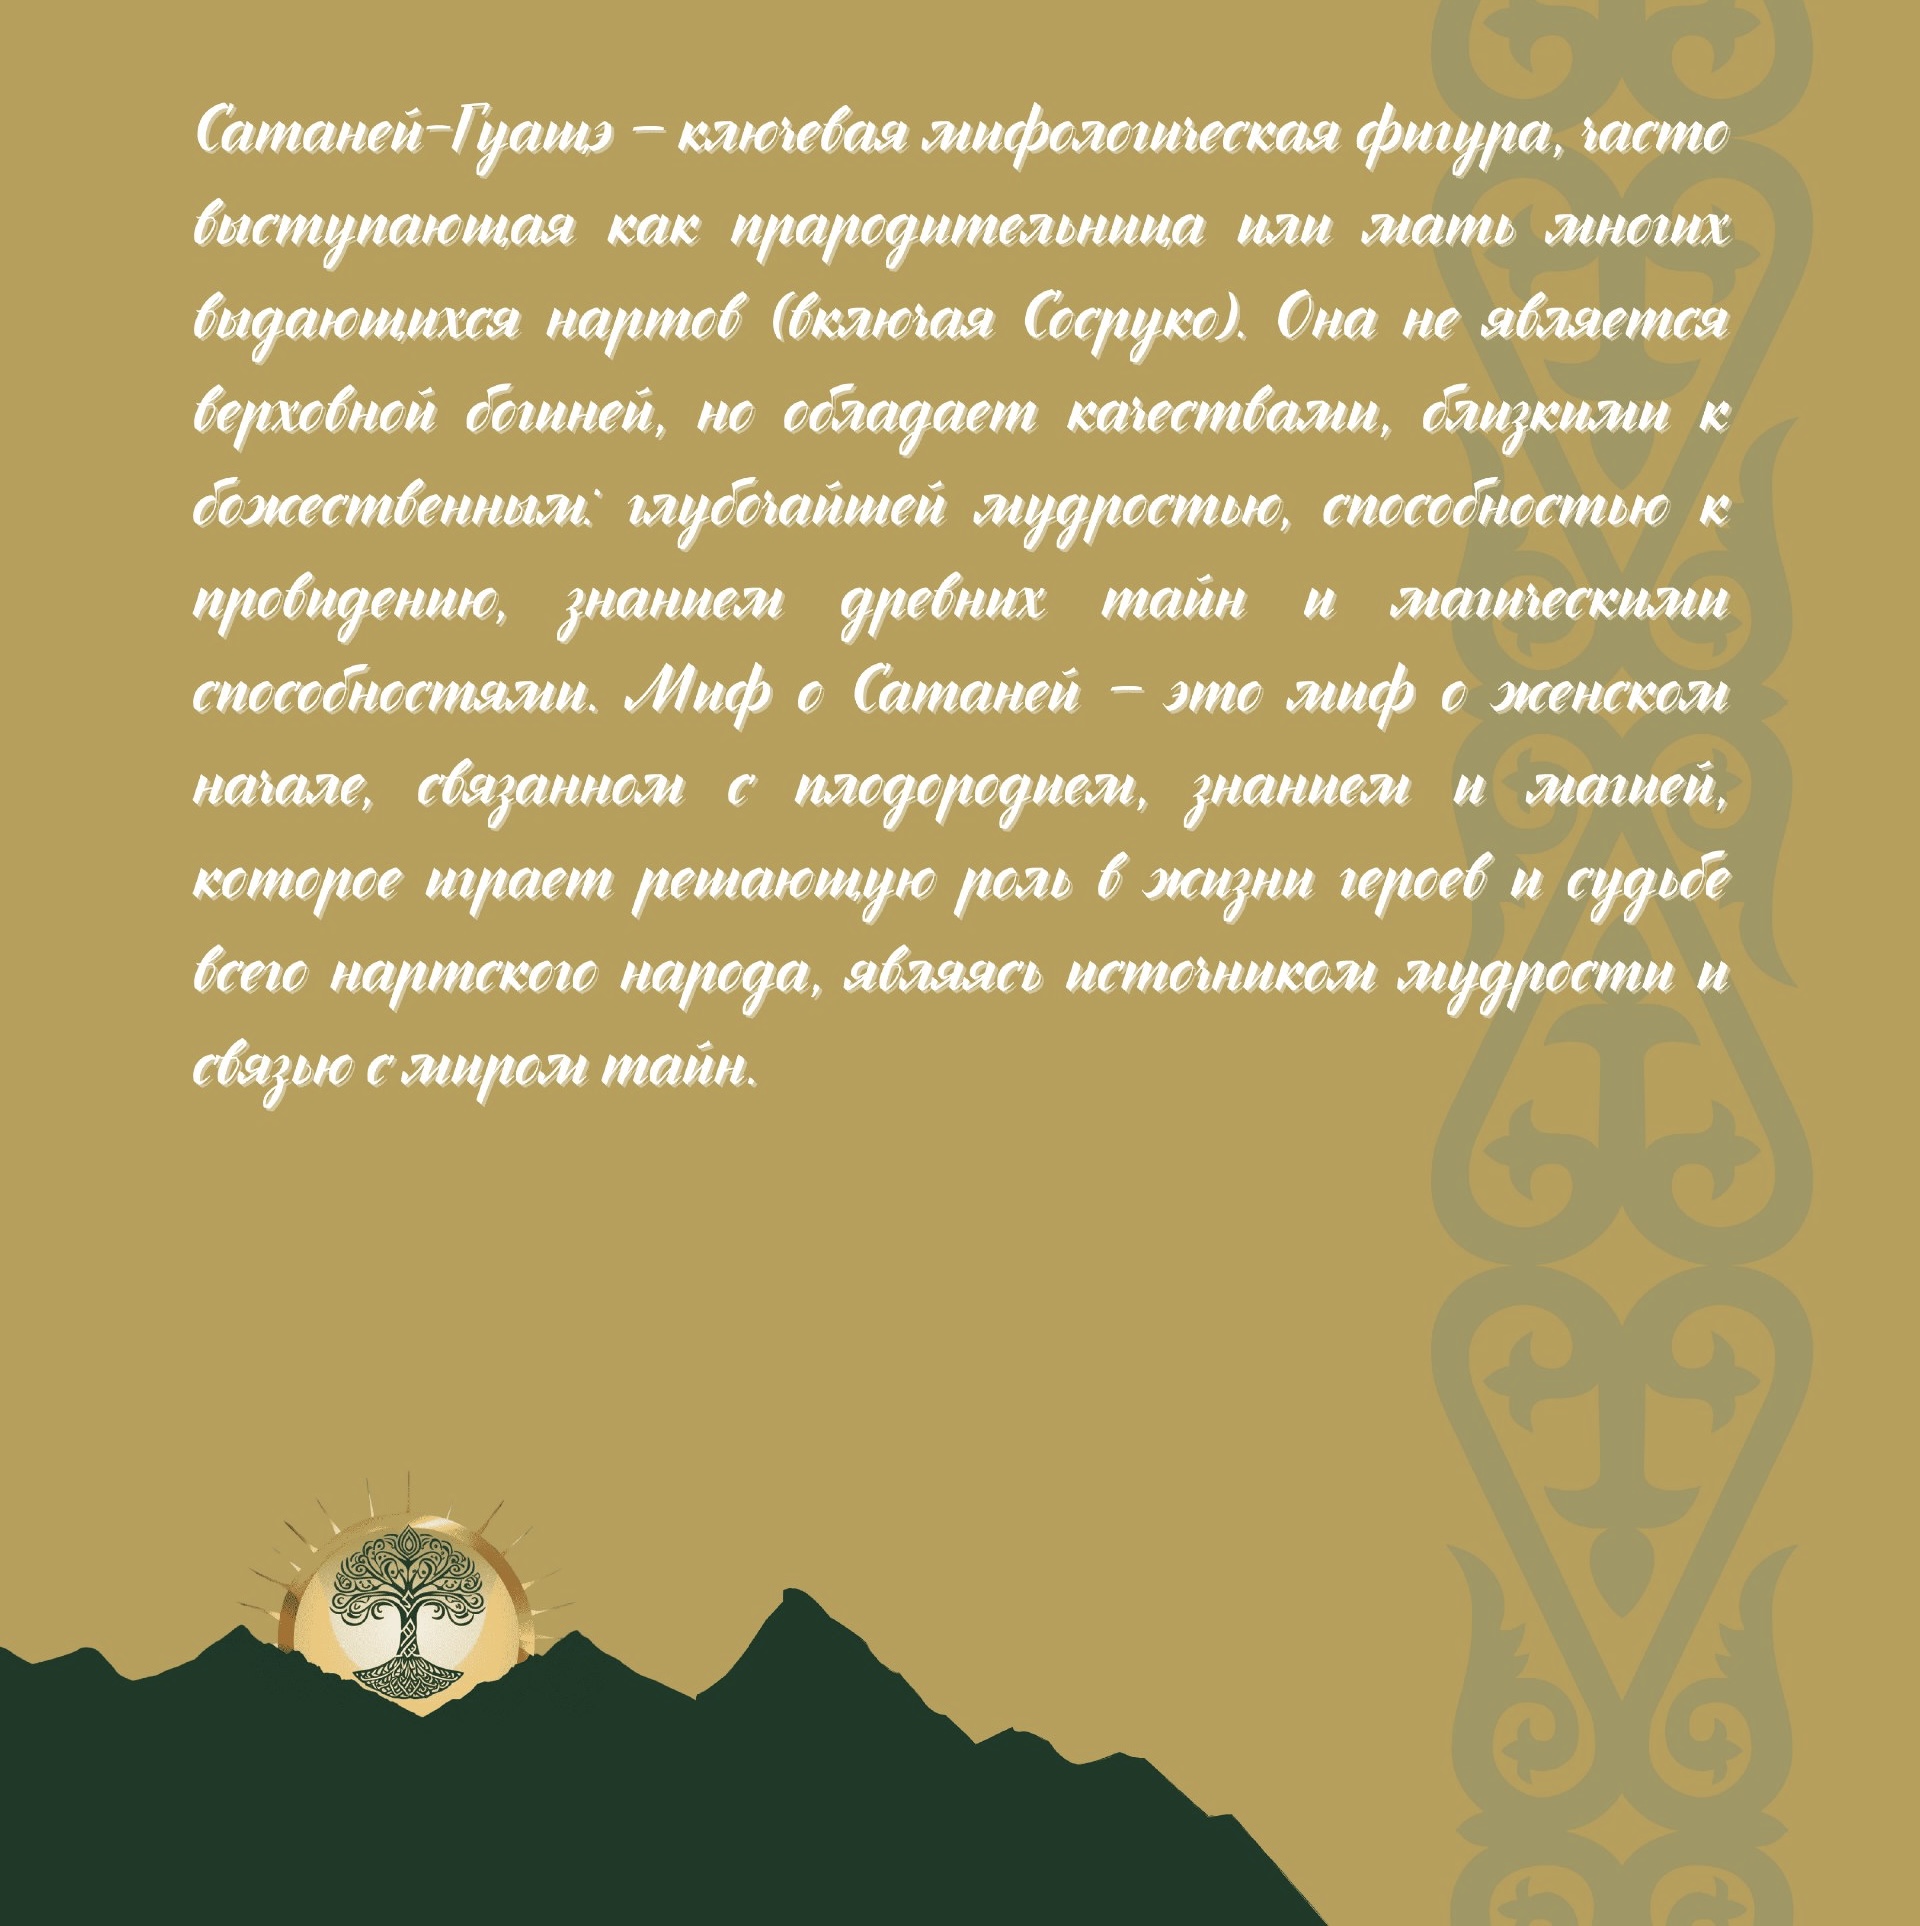 Сатаней-Гуащэ – ключевая мифологическая фигура, часто
выступающая как прародительница или мать многих
выдающихся нартов (включая Сосруко). Она не является
верховной богиней, но обладает качествами, близкими к
божественным: глубочайшей мудростью, способностью к
провидению, знанием древних тайн и магическими
способностями. Миф о Сатаней – это миф о женском
начале, связанном с плодородием, знанием и магией,
которое играет решающую роль в жизни героев и судьбе
всего нартского народа, являясь источником мудрости и
связью с миром тайн.